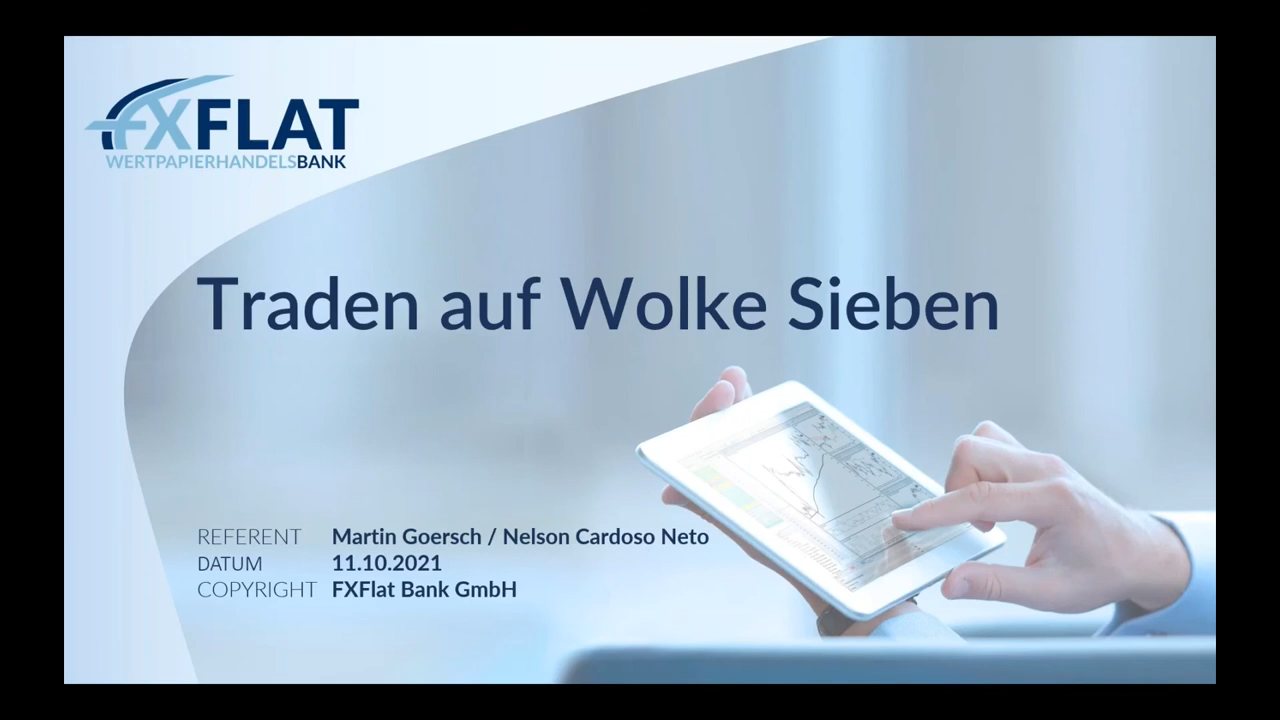 FXFLAT
WERTPAPIERHANDELSBANK
Traden auf Wolke Sieben
REFERENT Martin Goersch / Nelson Cardoso Neto
DATUM 11.10.2021
COPYRIGHT FXFlat Bank GmbH